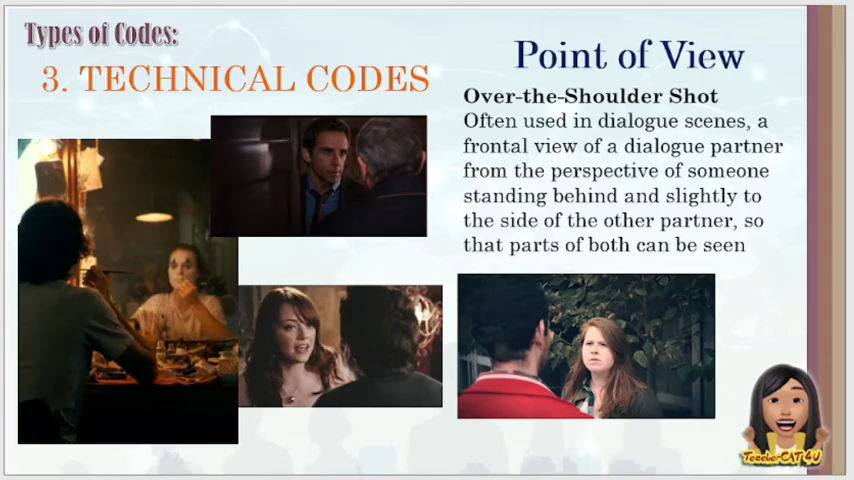 Types of Codes:
3. TECHNICAL CODES
Point of View
Over-the-Shoulder Shot
Often used in dialogue scenes, a
frontal view of a dialogue partner
from the perspective of someone
standing behind and slightly to
the side of the other partner, so
that parts of both can be seen
TeacherCAT 4U